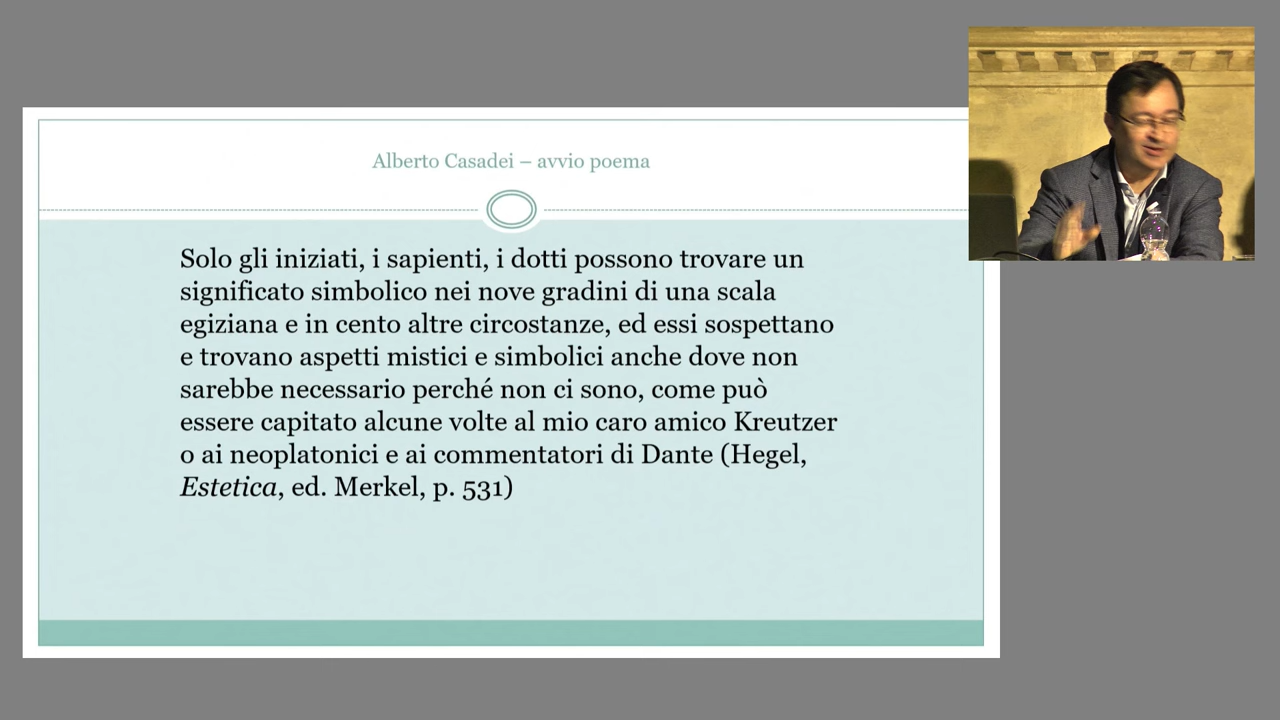 Alberto Casadei – avvio poema
Solo gli iniziati, i sapienti, i dotti possono trovare un
significato simbolico nei nove gradini di una scala
egiziana e in cento altre circostanze, ed essi sospettano
e trovano aspetti mistici e simbolici anche dove non
sarebbe necessario perché non ci sono, come può
essere capitato alcune volte al mio caro amico Kreutzer
o ai neoplatonici e ai commentatori di Dante (Hegel,
Estetica, ed. Merkel, p. 531)